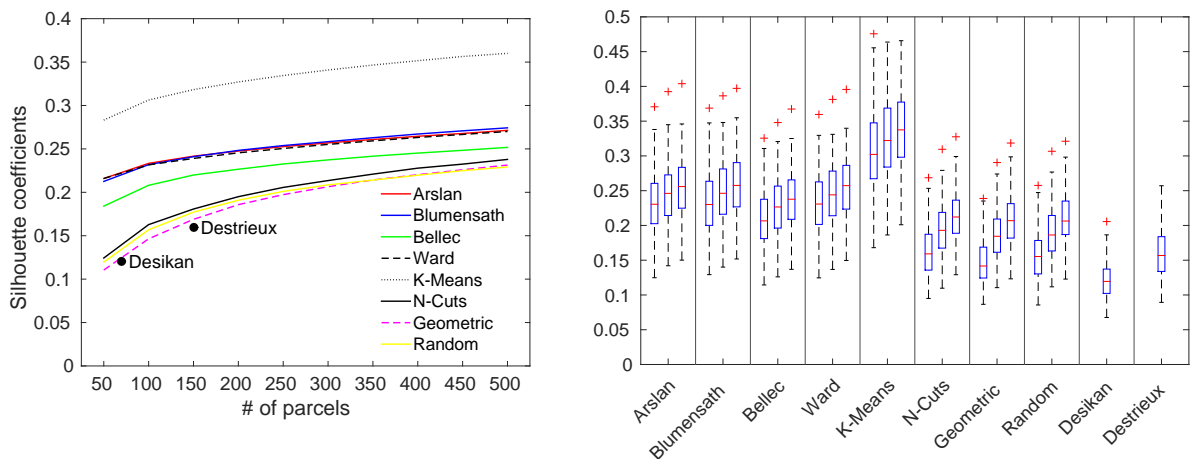 0.4
0.35
0.3
0.25
0.2
0.15
0.1
0.05
0
Silhouette coefficients
50 100 150 200 250 300 350 400 450 500
# of parcels
Destrieux
Desikan
Arslan
Blumensath
Bellec
Ward
K-Means
N-Cuts
Geometric
Random
0.5
0.45
0.4
0.35
0.3
0.25
0.2
0.15
0.1
0.05
0
Arslan
Blumensath
Bellec
Ward
K-Means
N-Cuts
Geometric
Random
Desikan
Destrieux